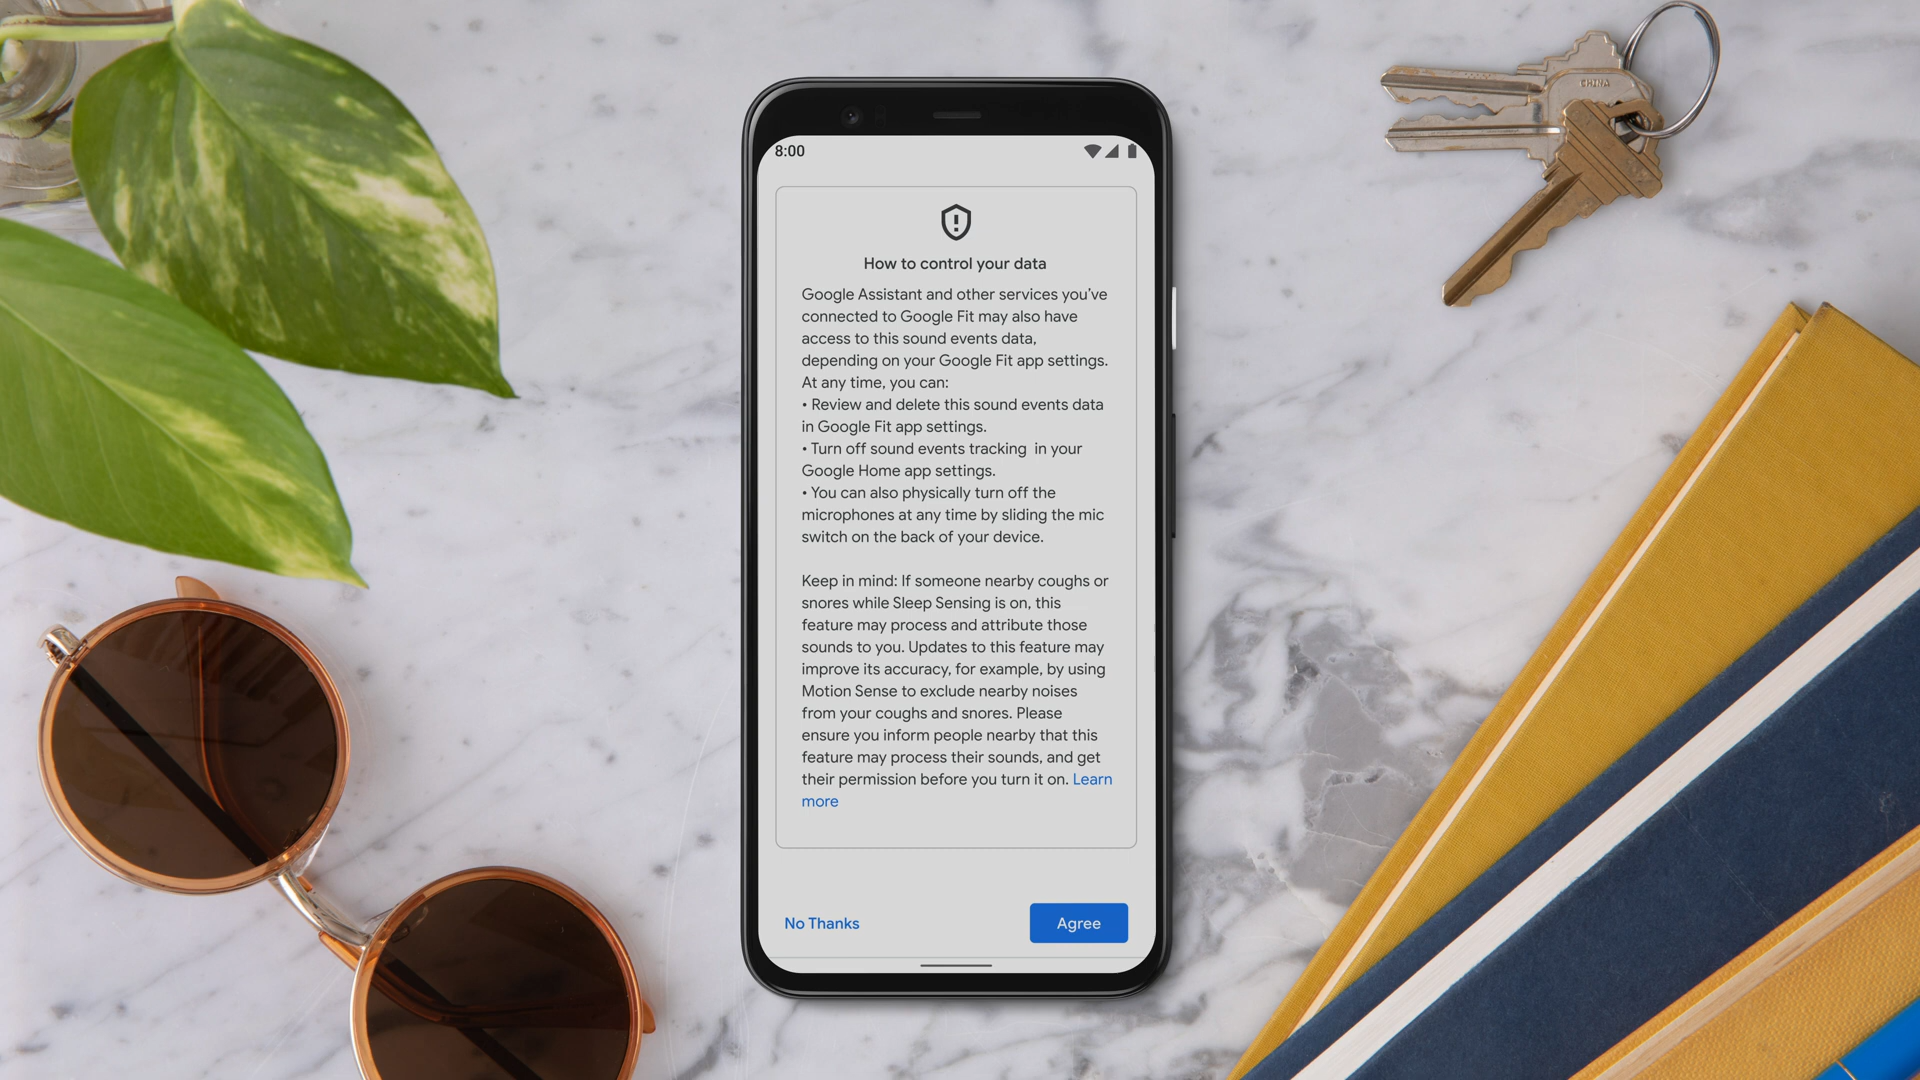 8:00
How to control your data
Google Assistant and other services you’ve
connected to Google Fit may also have
access to this sound events data,
depending on your Google Fit app settings.
At any time, you can:
• Review and delete this sound events data
in Google Fit app settings.
• Turn off sound events tracking  in your
Google Home app settings.
• You can also physically turn off the
microphones at any time by sliding the mic
switch on the back of your device.
Keep in mind: If someone nearby coughs or
snores while Sleep Sensing is on, this
feature may process and attribute those
sounds to you. Updates to this feature may
improve its accuracy, for example, by using
Motion Sense to exclude nearby noises
from your coughs and snores. Please
ensure you inform people nearby that this
feature may process their sounds, and get
their permission before you turn it on. Learn
more
No Thanks
Agree
CHINA